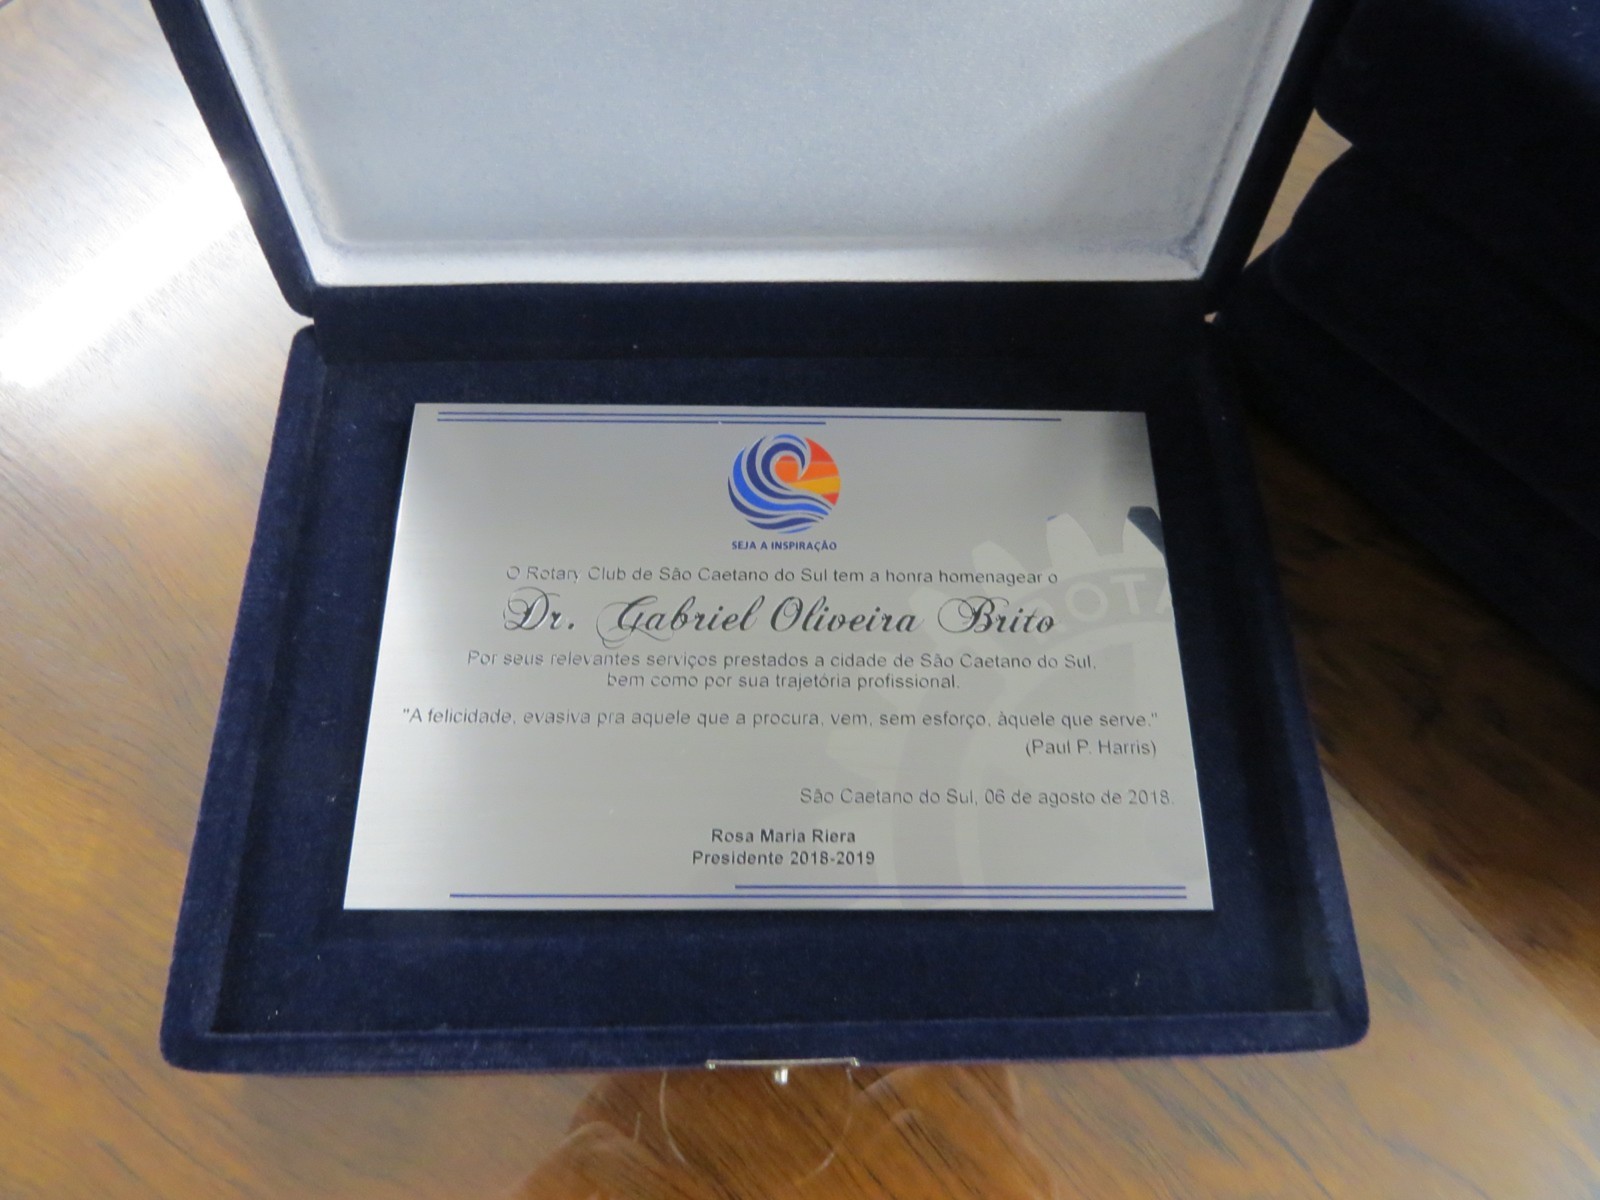 SEJA A INSPIRAÇÃO
O Rotary Club de São Caetano do Sul tem a honra homenagear o
Dr. Gabriel Oliveira Brito
Por seus relevantes serviços prestados a cidade de São Caetano do Sul,
bem como por sua trajetória profissional.
"A felicidade, evasiva pra aquele que a procura, vem, sem esforço, àquele que serve."
(Paul P. Harris)
São Caetano do Sul, 06 de agosto de 2018.
Rosa Maria Riera
Presidente 2018-2019
ROTA